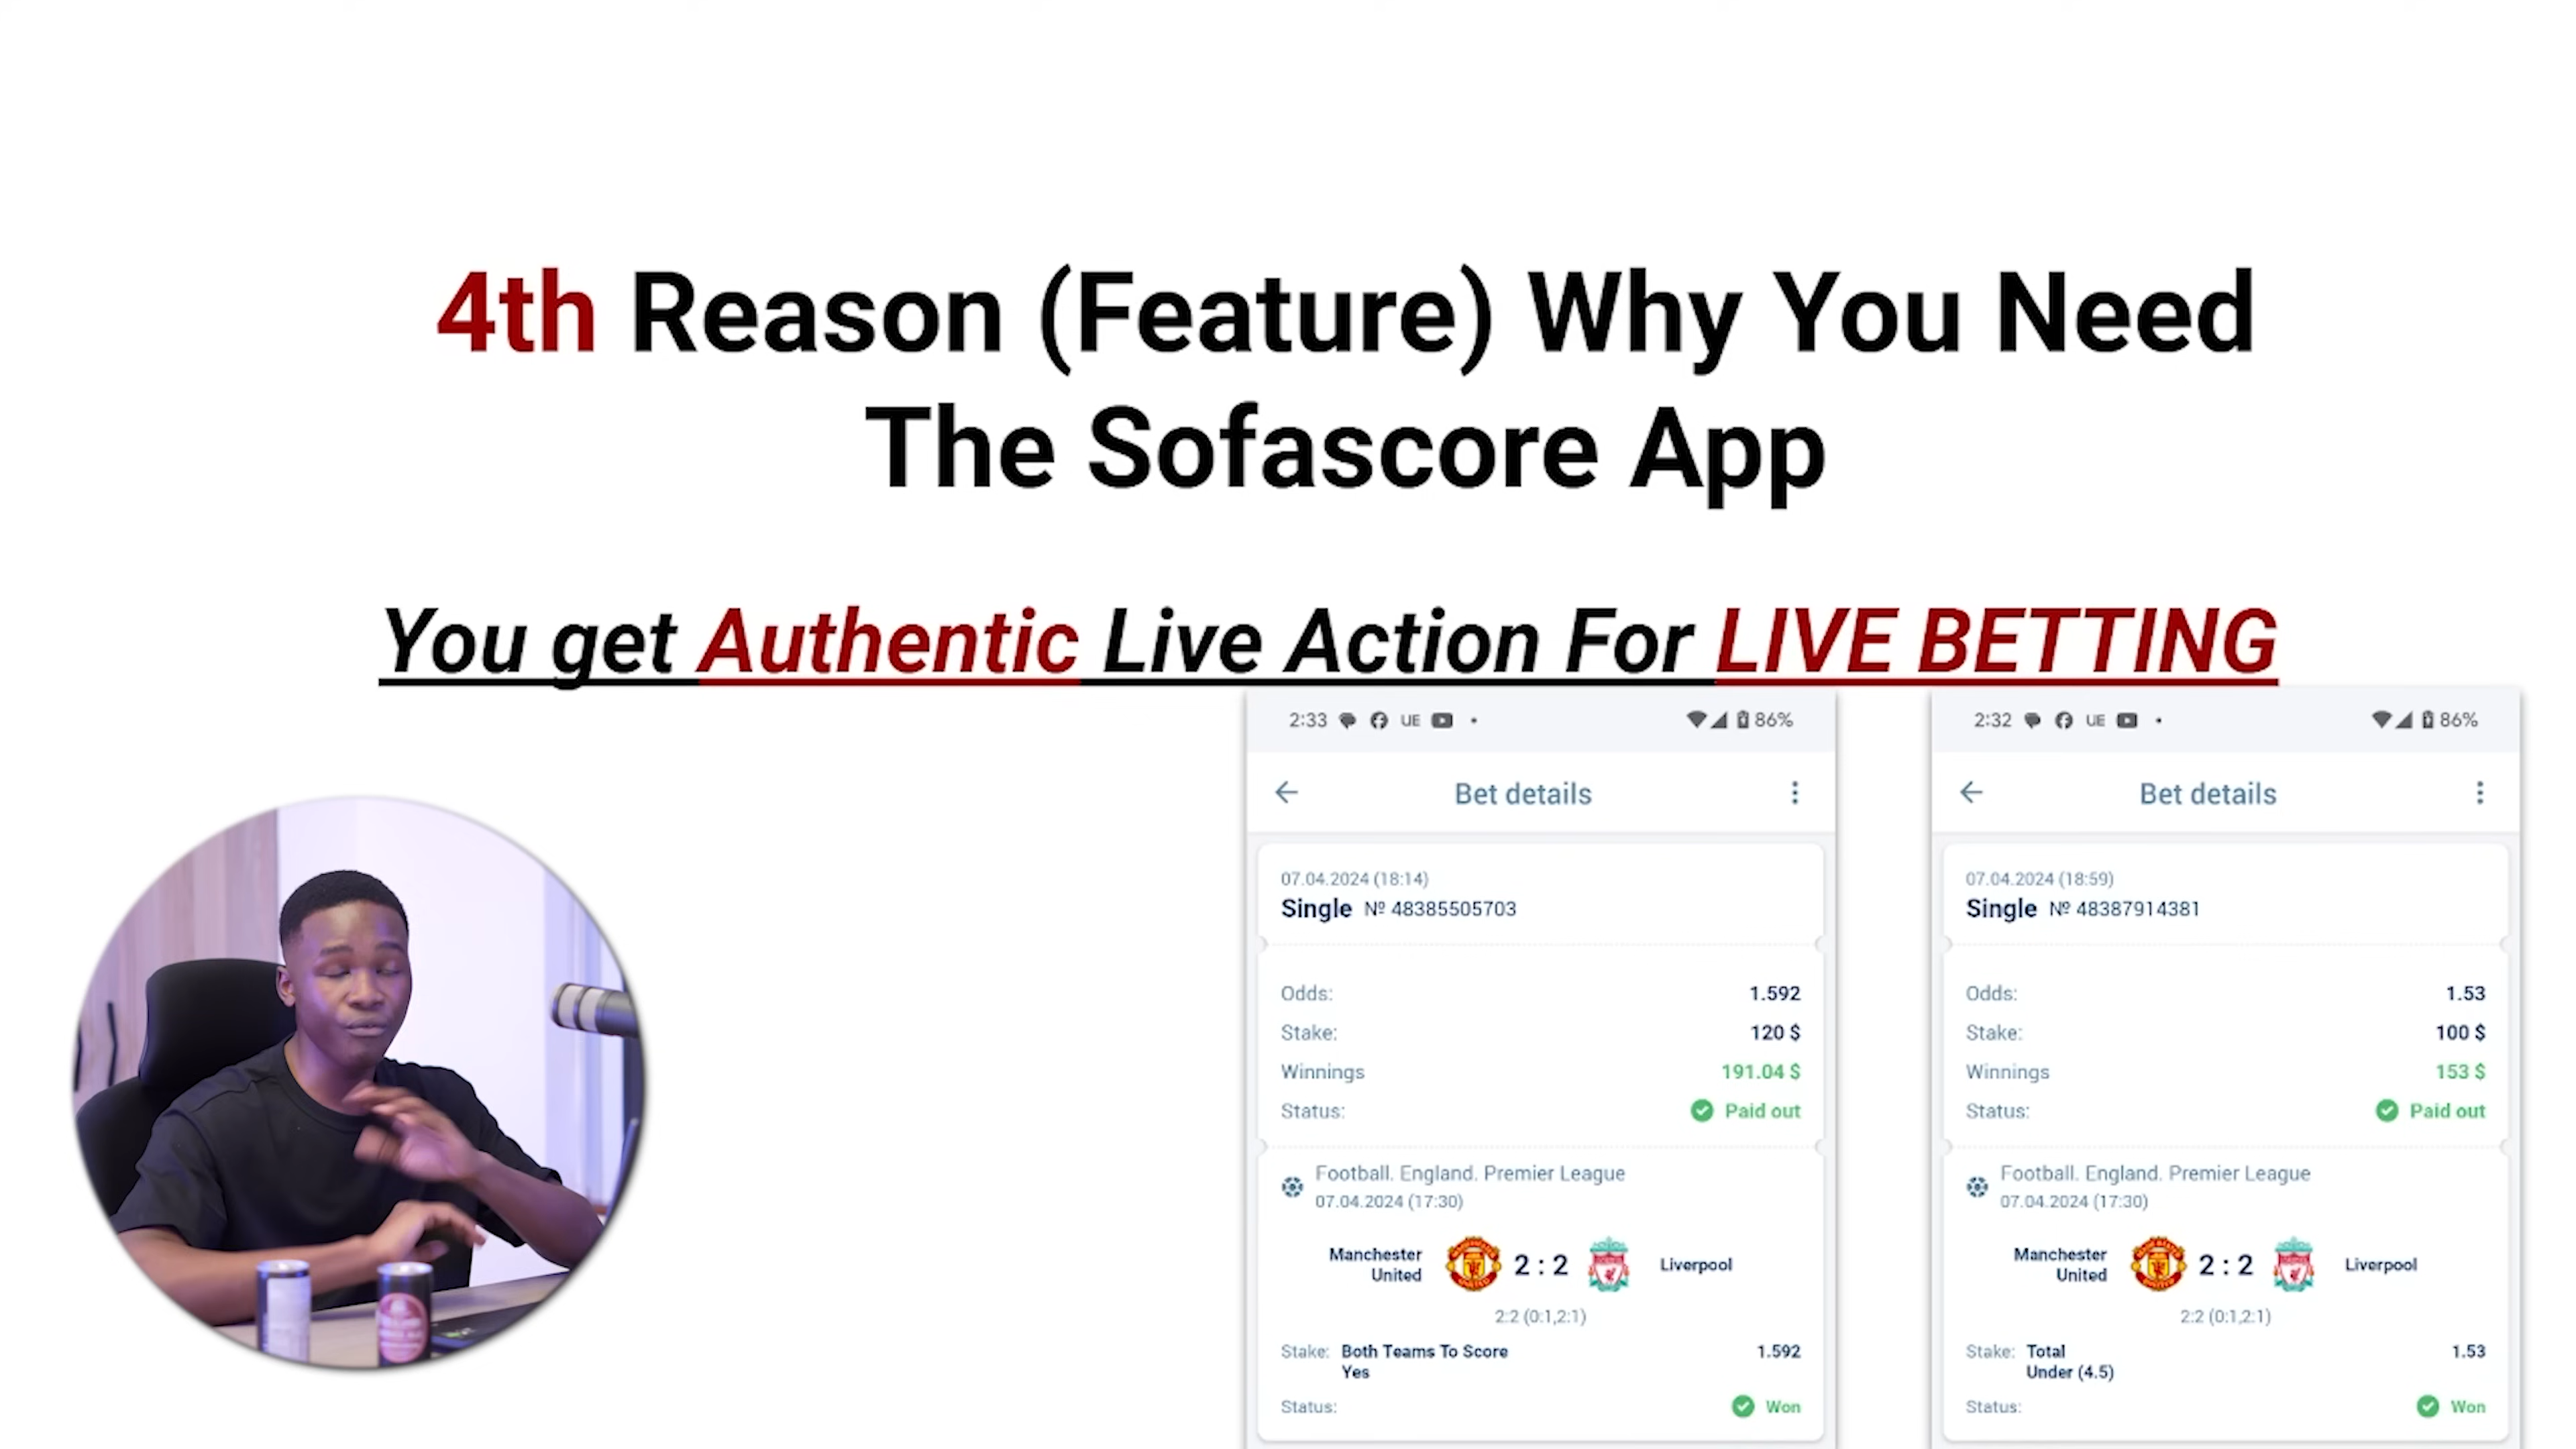 4th Reason (Feature) Why You Need
The Sofascore App
You get Authentic Live Action For LIVE BETTING
2:33 UE 86%
Bet details
07.04.2024 (18:14)
Single № 48385505703
Odds: 1.592
Stake: 120 $
Winnings 191.04 $
Status: Paid out
Football. England. Premier League
07.04.2024 (17:30)
Manchester
United 2 : 2 Liverpool
2:2 (0:1,2:1)
Stake: Both Teams To Score 1.592
Yes
Status: Won
2:32 UE 86%
Bet details
07.04.2024 (18:59)
Single № 48387914381
Odds: 1.53
Stake: 100 $
Winnings 153 $
Status: Paid out
Football. England. Premier League
07.04.2024 (17:30)
Manchester
United 2 : 2 Liverpool
2:2 (0:1,2:1)
Stake: Total 1.53
Under (4.5)
Status: Won